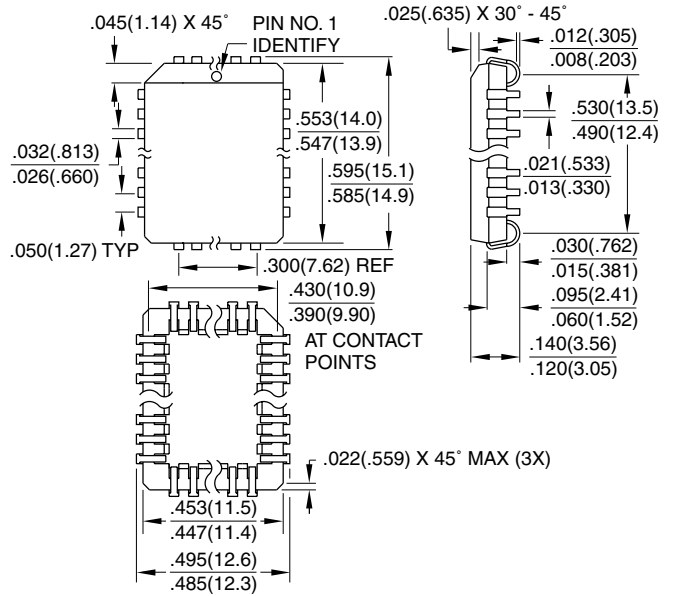 .045(1.14) X 45°
PIN NO. 1
IDENTIFY
.025(.635) X 30° - 45°
.012(.305)
.008(.203)
.553(14.0)
.547(13.9)
.530(13.5)
.490(12.4)
.032(.813)
.026(.660)
.595(15.1)
.585(14.9)
.021(.533)
.013(.330)
.050(1.27) TYP
.300(7.62) REF
.030(.762)
.015(.381)
.430(10.9)
.390(9.90)
AT CONTACT
POINTS
.095(2.41)
.060(1.52)
.140(3.56)
.120(3.05)
.022(.559) X 45° MAX (3X)
.453(11.5)
.447(11.4)
.495(12.6)
.485(12.3)